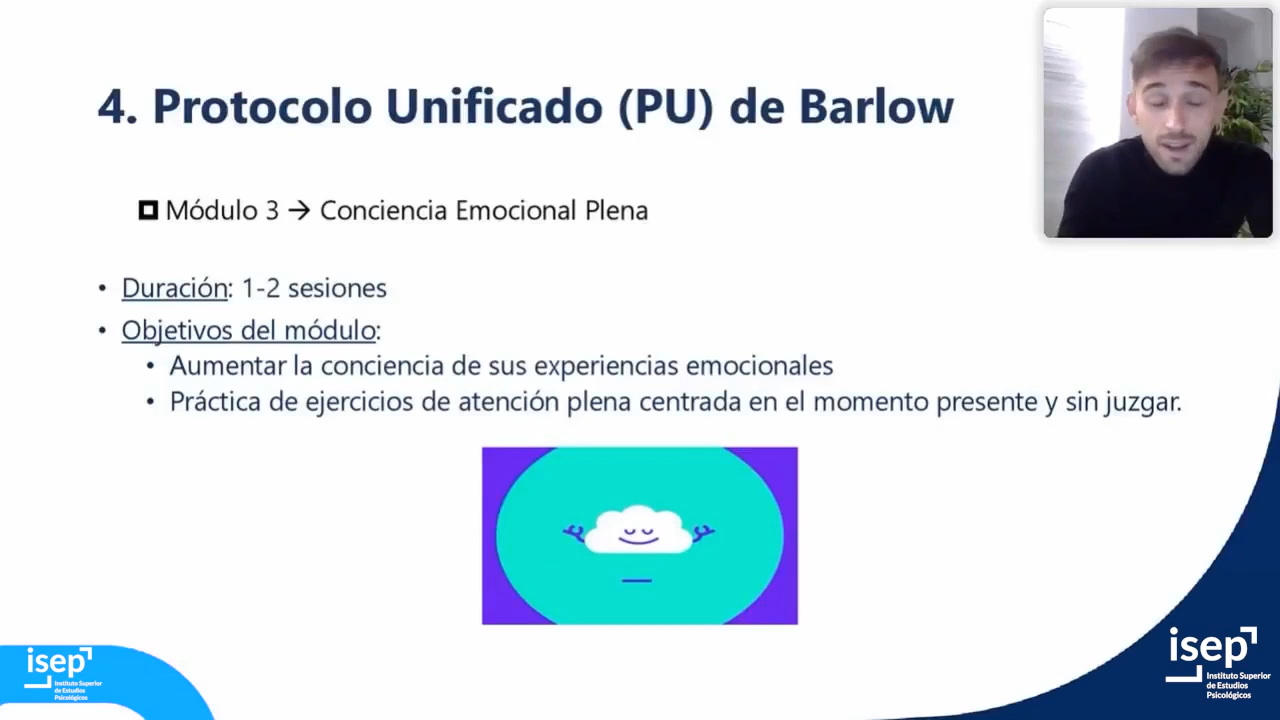 4. Protocolo Unificado (PU) de Barlow
Módulo 3 → Conciencia Emocional Plena
• Duración: 1-2 sesiones
• Objetivos del módulo:
• Aumentar la conciencia de sus experiencias emocionales
• Práctica de ejercicios de atención plena centrada en el momento presente y sin juzgar.
isep
Instituto Superior
de Estudios
Psicológicos
isep
Instituto Superior
de Estudios
Psicológicos